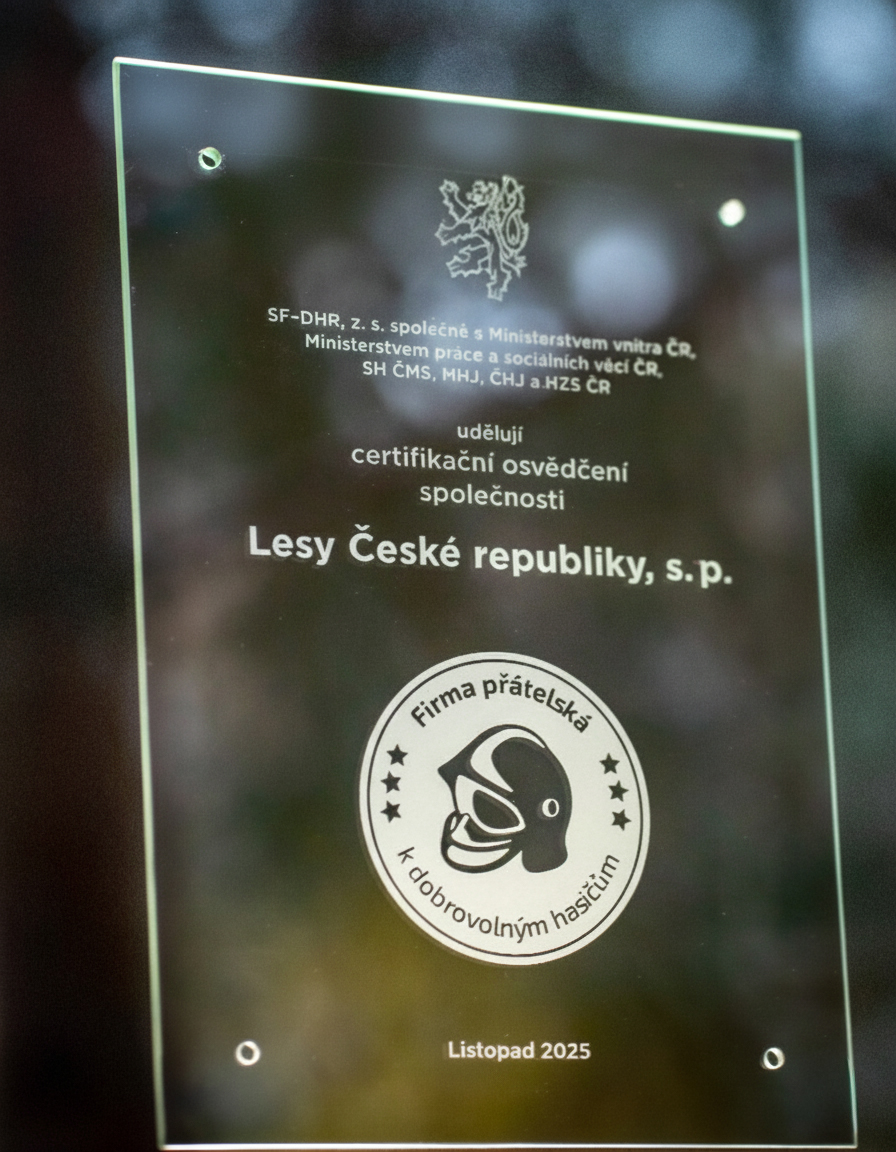 SF-DHR, z. s. společně s Ministerstvem vnitra ČR,
Ministerstvem práce a sociálních věcí ČR,
SH ČMS, MHJ, ČHJ a HZS ČR
udělují
certifikační osvědčení
společnosti
Lesy České republiky, s.p.
Firma přátelská
k dobrovolným hasičům
Listopad 2025